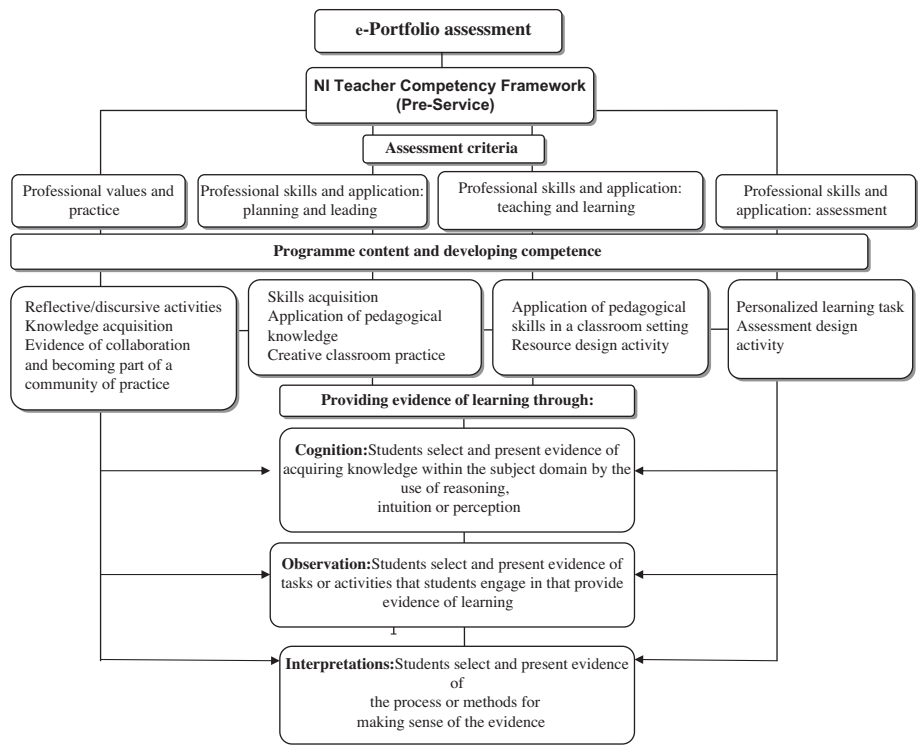 e-Portfolio assessment
NI Teacher Competency Framework
(Pre-Service)
Assessment criteria
Professional values and
practice
Professional skills and application:
planning and leading
Professional skills and application:
teaching and learning
Professional skills and
application: assessment
Programme content and developing competence
Reflective/discursive activities
Knowledge acquisition
Evidence of collaboration
and becoming part of a
community of practice
Skills acquisition
Application of pedagogical
knowledge
Creative classroom practice
Application of pedagogical
skills in a classroom setting
Resource design activity
Personalized learning task
Assessment design
activity
Providing evidence of learning through:
Cognition:Students select and present evidence of
acquiring knowledge within the subject domain by the
use of reasoning,
intuition or perception
Observation:Students select and present evidence of
tasks or activities that students engage in that provide
evidence of learning
Interpretations:Students select and present evidence
of
the process or methods for
making sense of the evidence